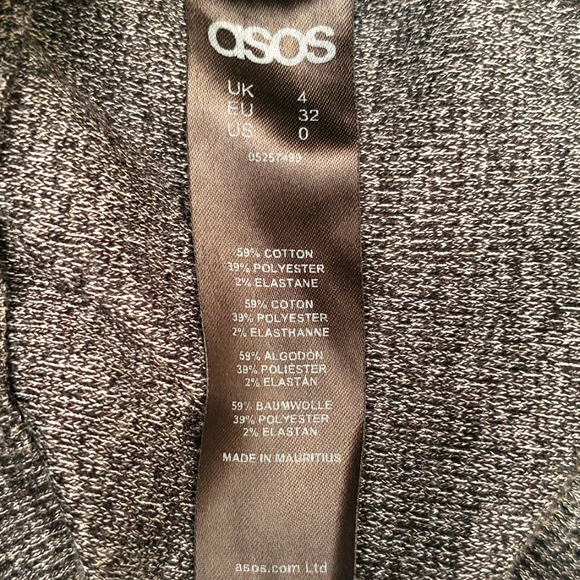 asos
UK 4
EU 32
US 0
05257499
59% COTTON
39% POLYESTER
2% ELASTANE
59% COTON
39% POLYESTER
2% ELASTHANNE
59% ALGODÓN
39% POLIÉSTER
2% ELASTÁN
59% BAUMWOLLE
39% POLYESTER
2% ELASTAN
MADE IN MAURITIUS
asos.com Ltd